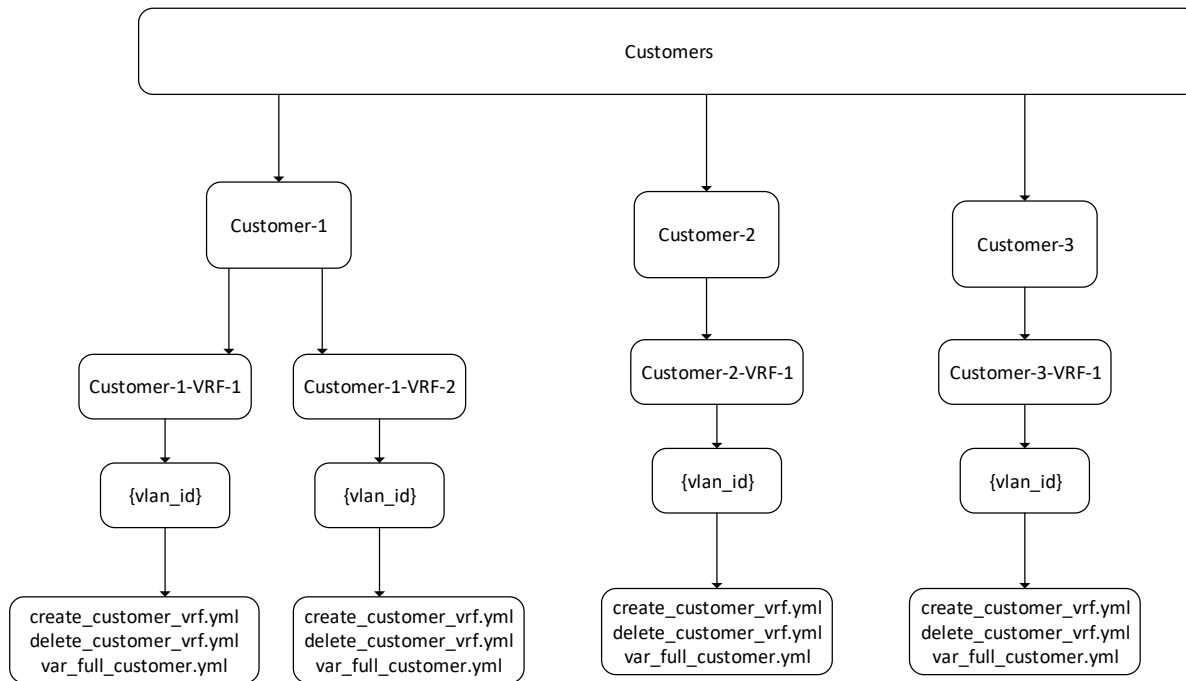 Customers
Customer-1
Customer-2
Customer-3
Customer-1-VRF-1
Customer-1-VRF-2
Customer-2-VRF-1
Customer-3-VRF-1
{vlan_id}
{vlan_id}
{vlan_id}
{vlan_id}
create_customer_vrf.yml
delete_customer_vrf.yml
var_full_customer.yml
create_customer_vrf.yml
delete_customer_vrf.yml
var_full_customer.yml
create_customer_vrf.yml
delete_customer_vrf.yml
var_full_customer.yml
create_customer_vrf.yml
delete_customer_vrf.yml
var_full_customer.yml